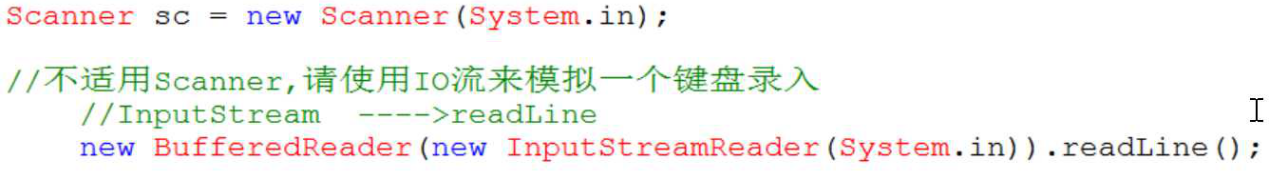 Scanner sc = new Scanner(System.in);
//不适用Scanner,请使用IO流来模拟一个键盘录入
//InputStream ---->readLine
new BufferedReader(new InputStreamReader(System.in)).readLine();